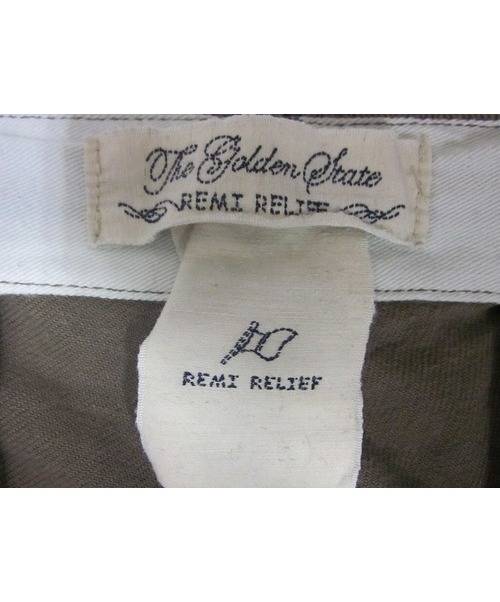 The Golden State
REMI RELIEF
REMI RELIEF